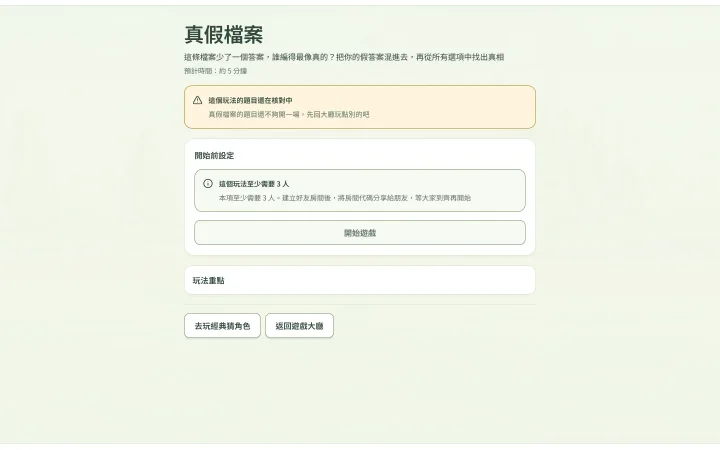 真假檔案
這條檔案少了一個答案，誰編得最像真的？把你的假答案混進去，再從所有選項中找出真相
預計時間：約 5 分鐘
這個玩法的題目還在核對中
真假檔案的題目還不夠開一場，先回大廳玩點別的吧
開始前設定
這個玩法至少需要 3 人
本項至少需要 3 人。建立好友房間後，將房間代碼分享給朋友，等大家到齊再開始
開始遊戲
玩法重點
去玩經典猜角色
返回遊戲大廳